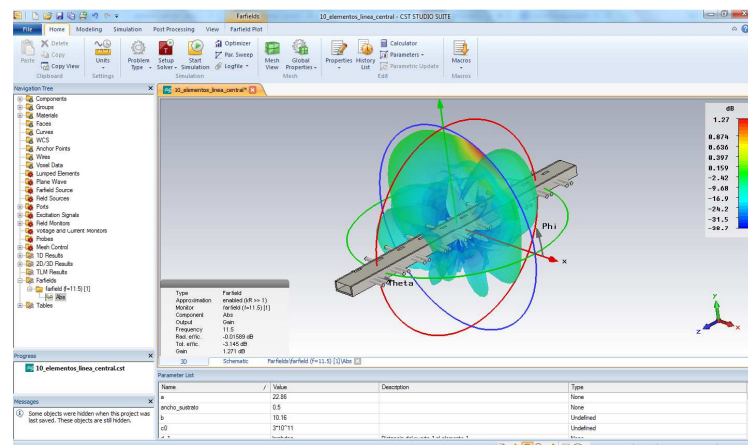 Farfields
10_elementos_linea_central - CST STUDIO SUITE
File Home Modeling Simulation Post Processing View Farfield Plot
Paste
Delete
Copy
Copy View
Clipboard
Units
Settings
Problem Type
Setup Solver
Start Simulation
Optimizer
Par. Sweep
Logfile
Simulation
Mesh View
Global Properties
Mesh
Properties
History List
Calculator
Parameters
Parametric Update
Edit
Macros
Macros
Navigation Tree
Components
Groups
Materials
Faces
Curves
WCS
Anchor Points
Wires
Voxel Data
Lumped Elements
Plane Wave
Farfield Source
Field Sources
Ports
Excitation Signals
Field Monitors
Voltage and Current Monitors
Probes
Mesh Control
1D Results
2D/3D Results
TLM Results
Farfields
farfield (f=11.5) [1]
Abs
Tables
10_elementos_linea_central*
dB
1.27
0.874
0.636
0.397
0.159
-2.42
-9.68
-16.9
-24.2
-31.5
Phi
x
Theta
y
z x
Type Farfield
Approximation enabled (kR >> 1)
Monitor farfield (f=11.5) [1]
Component Abs
Output Gain
Frequency 11.5
Rad. effic. -0.01589 dB
Tot. effic. -3.145 dB
Gain 1.271 dB
3D Schematic Farfields\farfield (f=11.5) [1]\Abs
Progress
10_elementos_linea_central.cst
Messages
Some objects were hidden when this project was
last saved. These objects are still hidden.
Parameter List
Name / Value Description Type
a 22.86 None
ancho_sustrato 0.5 None
b 10.16 Undefined
c0 3*10^11 Undefined